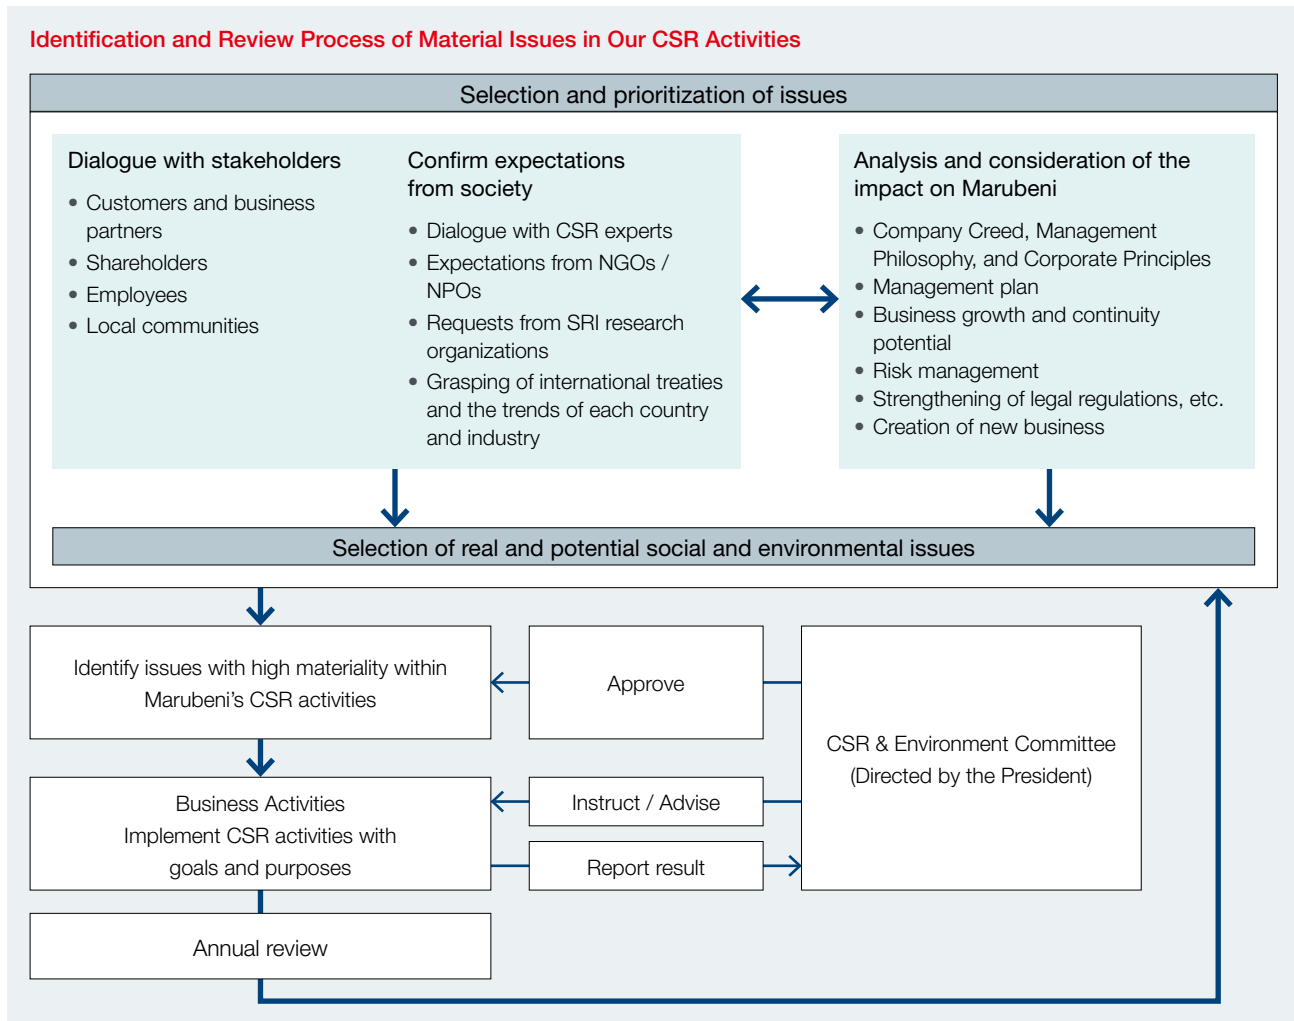 Identification and Review Process of Material Issues in Our CSR Activities
Selection and prioritization of issues
Dialogue with stakeholders
• Customers and business
partners
• Shareholders
• Employees
• Local communities
Confirm expectations
from society
• Dialogue with CSR experts
• Expectations from NGOs /
NPOs
• Requests from SRI research
organizations
• Grasping of international treaties
and the trends of each country
and industry
Analysis and consideration of the
impact on Marubeni
• Company Creed, Management
Philosophy, and Corporate Principles
• Management plan
• Business growth and continuity
potential
• Risk management
• Strengthening of legal regulations, etc.
• Creation of new business
Selection of real and potential social and environmental issues
Identify issues with high materiality within
Marubeni’s CSR activities
Approve
CSR & Environment Committee
(Directed by the President)
Business Activities
Implement CSR activities with
goals and purposes
Instruct / Advise
Report result
Annual review